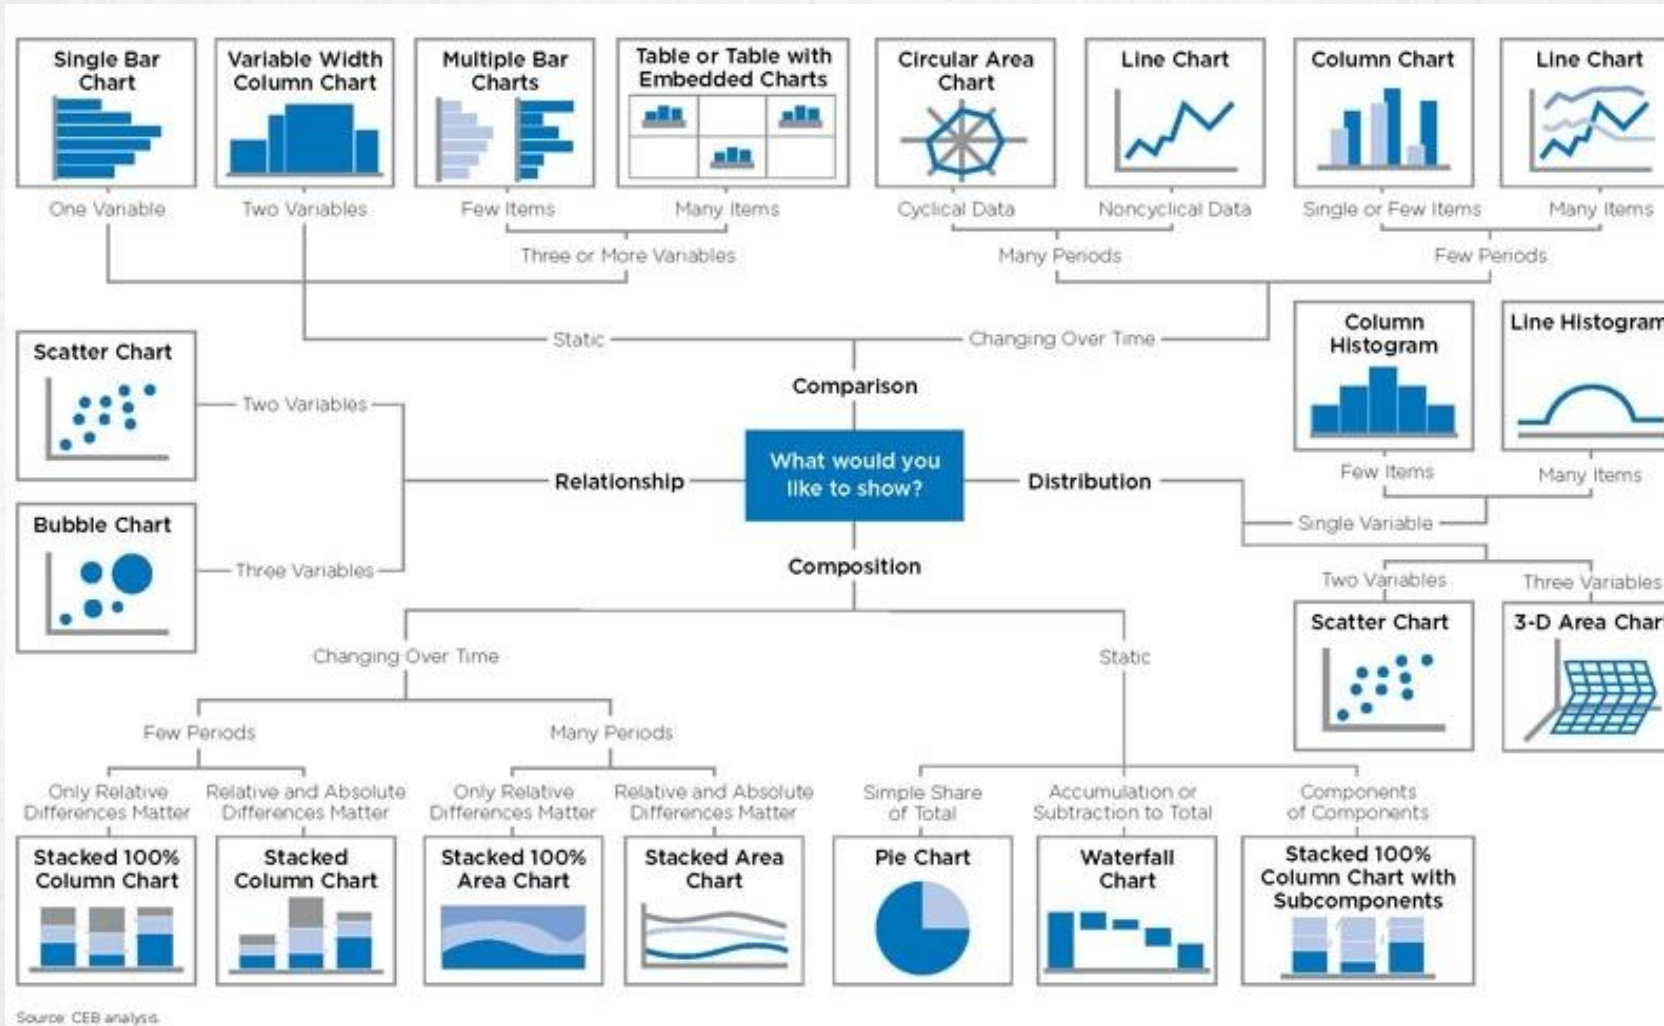 Single Bar
Chart
Variable Width
Column Chart
Multiple Bar
Charts
Table or Table with
Embedded Charts
Circular Area
Chart
Line Chart
Column Chart
Line Chart
One Variable
Two Variables
Few Items
Many Items
Cyclical Data
Noncyclical Data
Single or Few Items
Many Items
Three or More Variables
Many Periods
Few Periods
Static
Changing Over Time
Comparison
Column
Histogram
Line Histogram
Few Items
Many Items
Scatter Chart
Two Variables
Relationship
What would you
like to show?
Distribution
Single Variable
Bubble Chart
Three Variables
Composition
Two Variables
Three Variables
Scatter Chart
3-D Area Chart
Changing Over Time
Static
Few Periods
Many Periods
Only Relative
Differences Matter
Relative and Absolute
Differences Matter
Only Relative
Differences Matter
Relative and Absolute
Differences Matter
Simple Share
of Total
Accumulation or
Subtraction to Total
Components
of Components
Stacked 100%
Column Chart
Stacked
Column Chart
Stacked 100%
Area Chart
Stacked Area
Chart
Pie Chart
Waterfall
Chart
Stacked 100%
Column Chart with
Subcomponents
Source: CEB analysis.